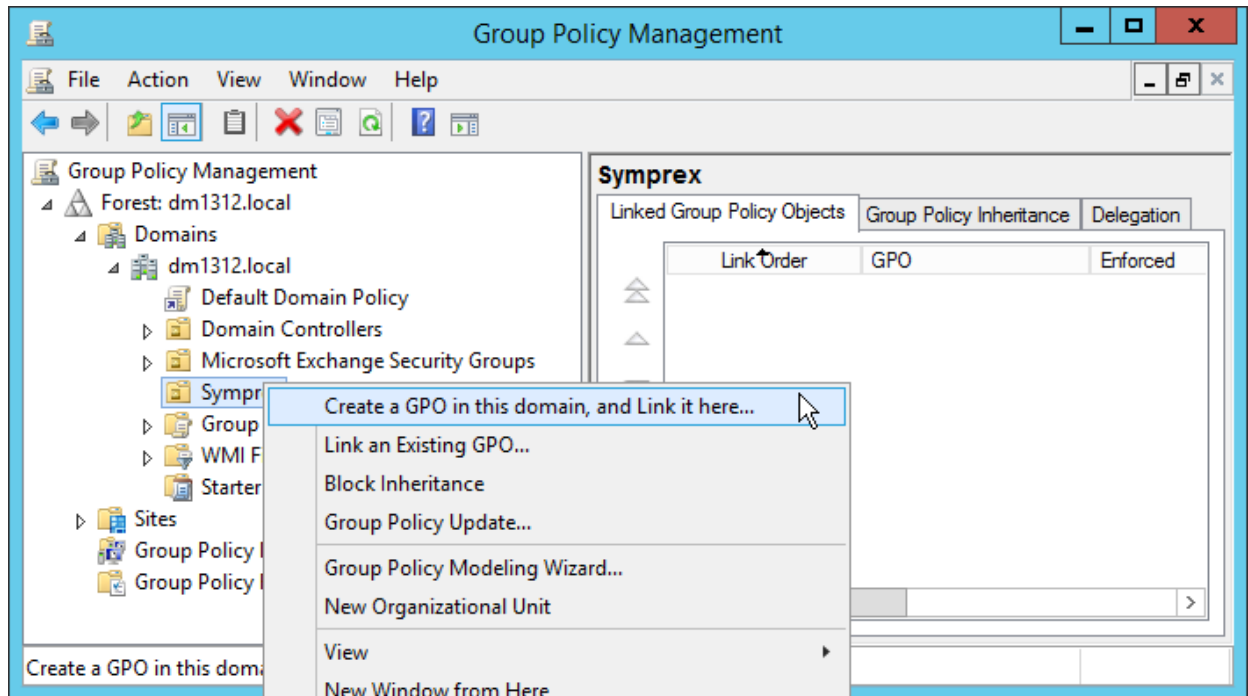 Group Policy Management
File Action View Window Help
Group Policy Management
Forest: dm1312.local
Domains
dm1312.local
Default Domain Policy
Domain Controllers
Microsoft Exchange Security Groups
Sympr
Group
WMI F
Starter
Sites
Group Policy
Group Policy
Symprex
Linked Group Policy Objects Group Policy Inheritance Delegation
Link Order GPO Enforced
Create a GPO in this domain, and Link it here...
Link an Existing GPO...
Block Inheritance
Group Policy Update...
Group Policy Modeling Wizard...
New Organizational Unit
View
New Window from Here
Create a GPO in this doma